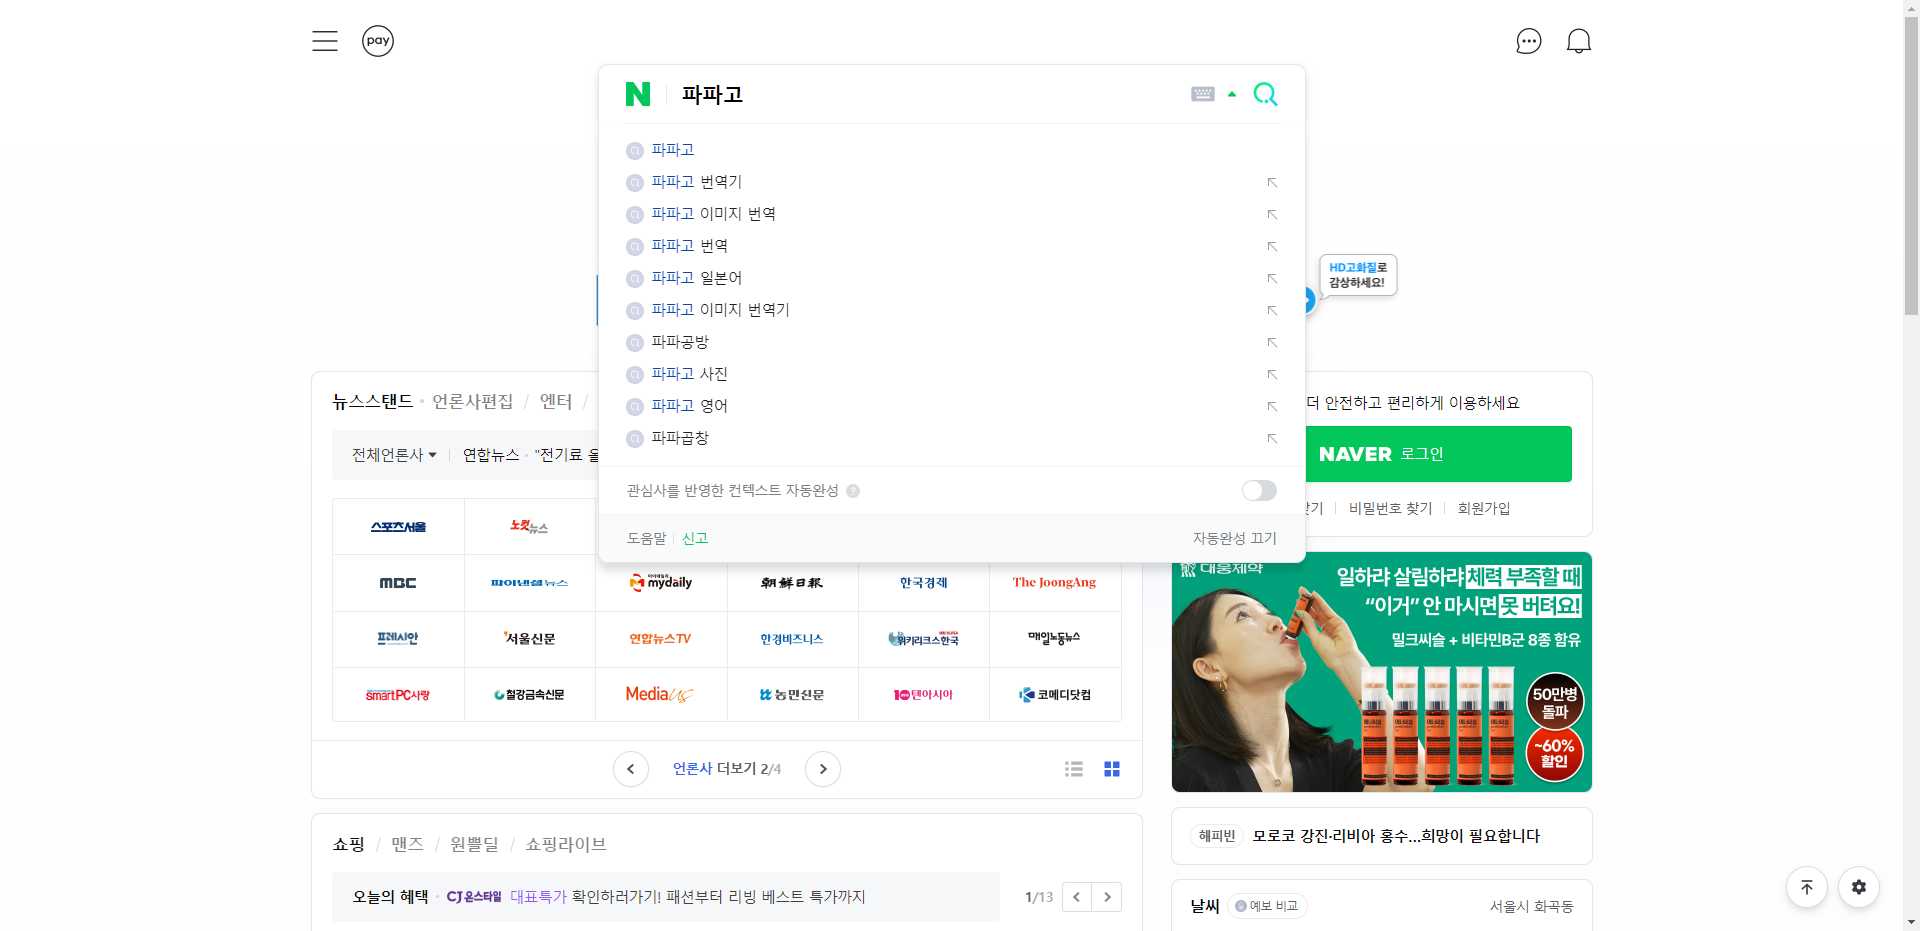 pay
N 파파고
파파고
파파고 번역기
파파고 이미지 번역
파파고 번역
파파고 일본어
파파고 이미지 번역기
파파공방
파파고 사진
파파고 영어
파파곱창
관심사를 반영한 컨텍스트 자동완성 ?
도움말 신고 자동완성 끄기
HD고화질로
감상하세요!
뉴스스탠드 · 언론사편집 / 엔터 /
전체언론사 연합뉴스 · "전기료 올
스포츠서울 노컷뉴스
MBC 파이낸셜뉴스 마이데일리 mydaily 朝鮮日報 한국경제 The JoongAng
프레시안 서울신문 연합뉴스TV 한경비즈니스 위키리크스한국 매일노동뉴스
smartPC사랑 철강금속신문 Mediaus 농민신문 10 텐아시아 코메디닷컴
언론사 더보기 2/4
더 안전하고 편리하게 이용하세요
NAVER 로그인
찾기 비밀번호 찾기 회원가입
대웅제약
일하랴 살림하랴 체력 부족할 때
“이거” 안 마시면 못 버텨요!
밀크씨슬 + 비타민B군 8종 함유
50만병
돌파
~60%
할인
해피빈 모로코 강진·리비아 홍수...희망이 필요합니다
쇼핑 / 맨즈 / 원쁠딜 / 쇼핑라이브
오늘의 혜택 · CJ온스타일 대표특가 확인하러가기! 패션부터 리빙 베스트 특가까지
1/13
날씨 예보 비교 서울시 화곡동